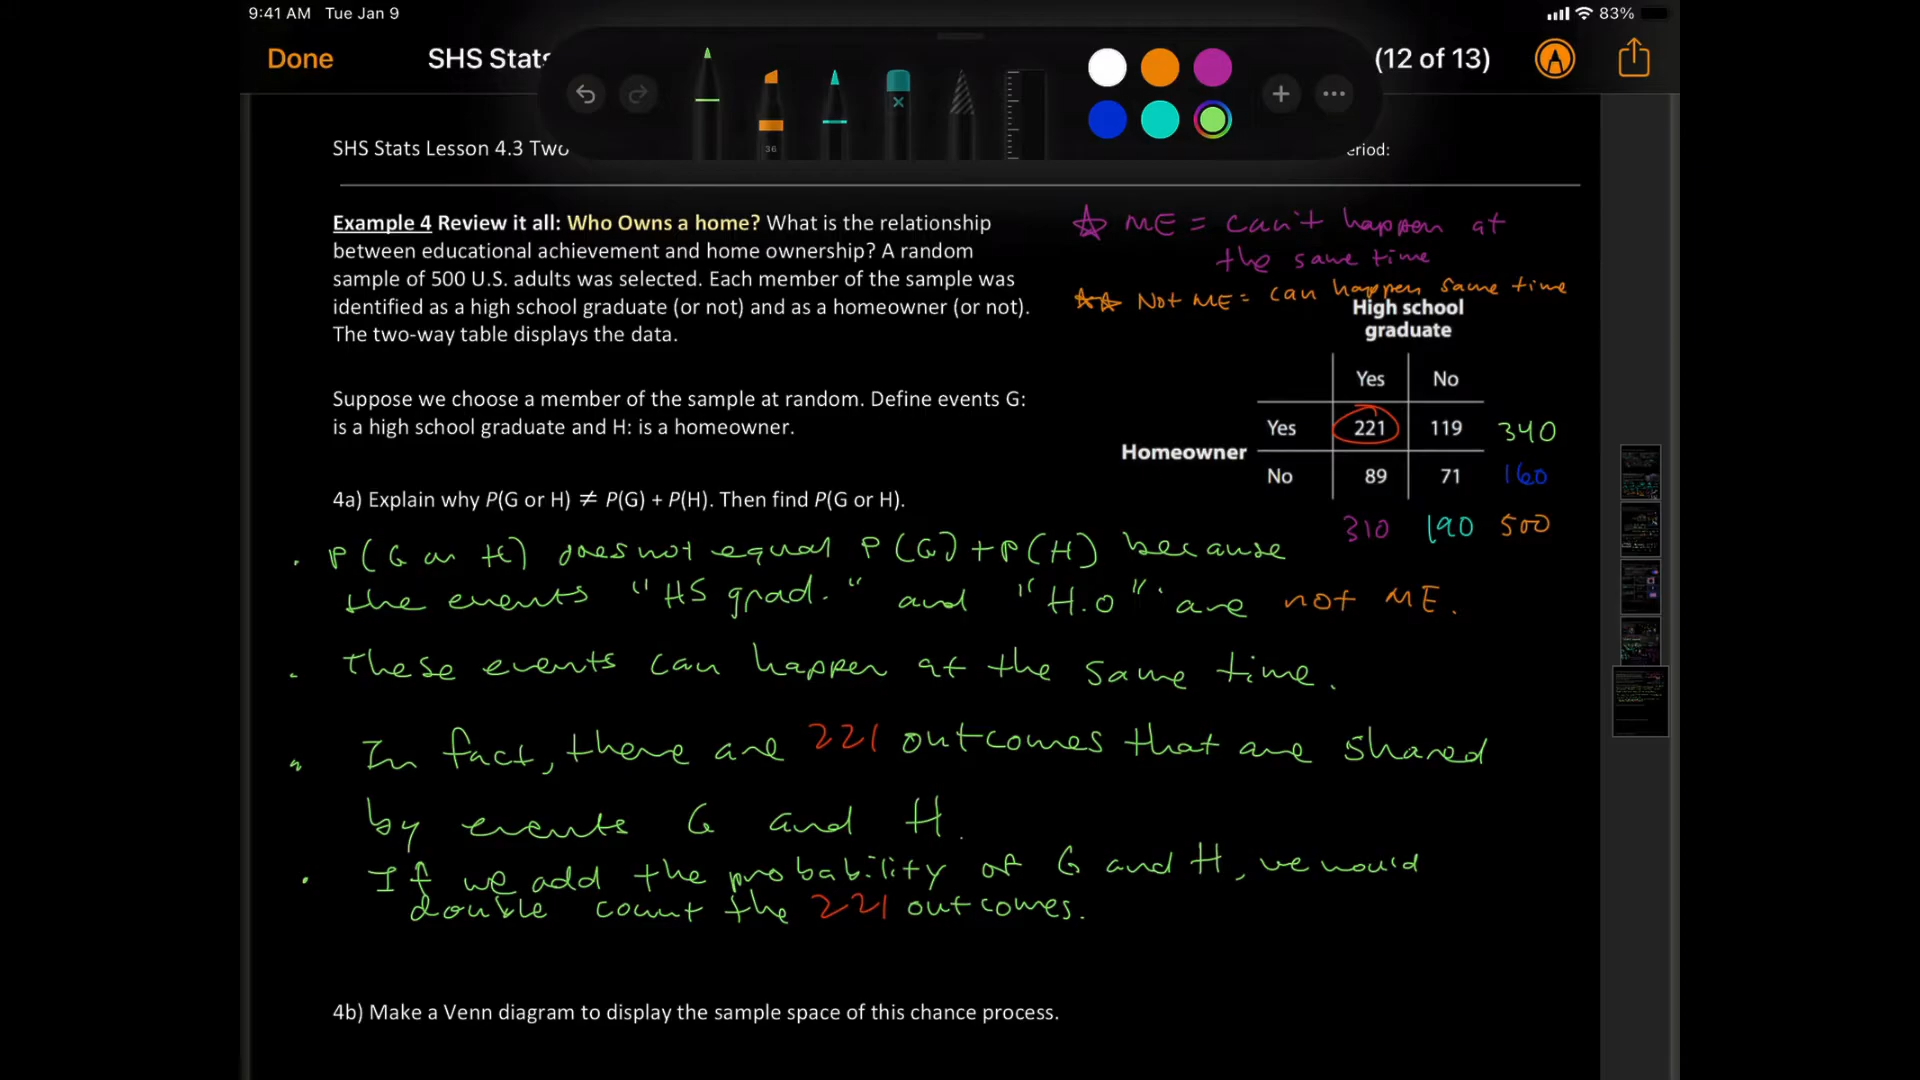 9:41 AM Tue Jan 9
83%
Done
SHS Stats
(12 of 13)
36
SHS Stats Lesson 4.3 Two
eriod:
Example 4 Review it all: Who Owns a home? What is the relationship
between educational achievement and home ownership? A random
sample of 500 U.S. adults was selected. Each member of the sample was
identified as a high school graduate (or not) and as a homeowner (or not).
The two-way table displays the data.
ME = can't happen at
the same time
Not ME = can happen same time
High school
graduate
Yes No
Yes 221 119 340
Homeowner
No 89 71 160
310 190 500
Suppose we choose a member of the sample at random. Define events G:
is a high school graduate and H: is a homeowner.
4a) Explain why P(G or H) ≠ P(G) + P(H). Then find P(G or H).
• P(G or H) does not equal P(G)+P(H) because
the events "HS grad." and "H.O". are not ME.
• These events can happen at the same time.
• In fact, there are 221 outcomes that are shared
by events G and H.
• If we add the probability of G and H, we would
double count the 221 outcomes.
4b) Make a Venn diagram to display the sample space of this chance process.